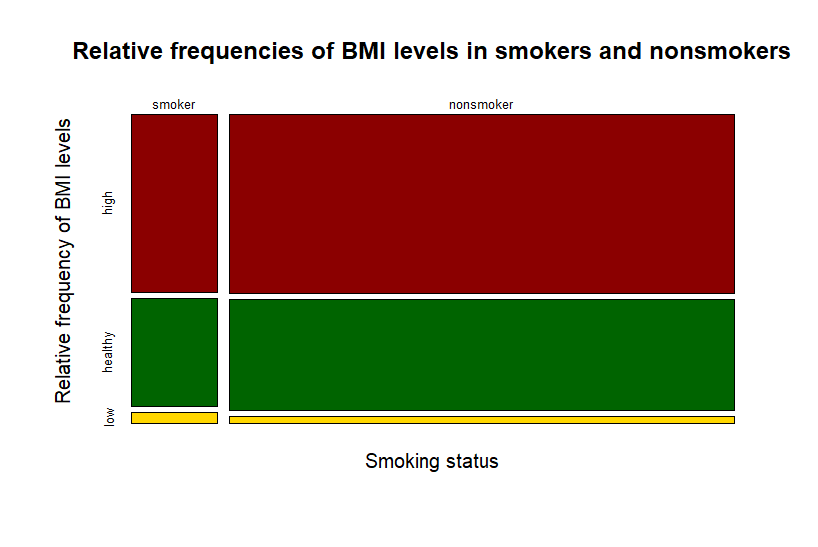 Relative frequencies of BMI levels in smokers and nonsmokers
smoker
nonsmoker
Relative frequency of BMI levels
high
healthy
low
Smoking status